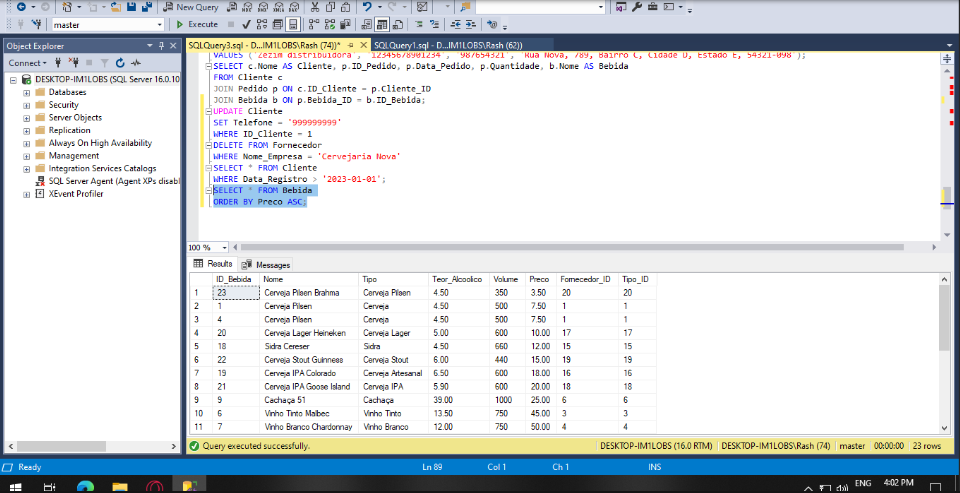 New Query
master
Execute
Object Explorer
Connect
DESKTOP-IM1LOBS (SQL Server 16.0.10
Databases
Security
Server Objects
Replication
Always On High Availability
Management
Integration Services Catalogs
SQL Server Agent (Agent XPs disabl
XEvent Profiler
SQLQuery3.sql - D...IM1LOBS\Rash (74))*
SQLQuery1.sql - D...IM1LOBS\Rash (62))
VALUES ('Zezim distribuidora', '12345678901234', '987654321', 'Rua Nova, 789, Bairro C, Cidade D, Estado E, 54321-098');
SELECT c.Nome AS Cliente, p.ID_Pedido, p.Data_Pedido, p.Quantidade, b.Nome AS Bebida
FROM Cliente c
JOIN Pedido p ON c.ID_Cliente = p.Cliente_ID
JOIN Bebida b ON p.Bebida_ID = b.ID_Bebida;
UPDATE Cliente
SET Telefone = '999999999'
WHERE ID_Cliente = 1
DELETE FROM Fornecedor
WHERE Nome_Empresa = 'Cervejaria Nova'
SELECT * FROM Cliente
WHERE Data_Registro > '2023-01-01';
SELECT * FROM Bebida
ORDER BY Preco ASC;
100 %
Results Messages
ID_Bebida Nome Tipo Teor_Alcoolico Volume Preco Fornecedor_ID Tipo_ID
1 23 Cerveja Pilsen Brahma Cerveja Pilsen 4.50 350 3.50 20 20
2 1 Cerveja Pilsen Cerveja 4.50 500 7.50 1 1
3 4 Cerveja Pilsen Cerveja 4.50 500 7.50 1 1
4 20 Cerveja Lager Heineken Cerveja Lager 5.00 600 10.00 17 17
5 18 Sidra Cereser Sidra 4.50 660 12.00 15 15
6 22 Cerveja Stout Guinness Cerveja Stout 6.00 440 15.00 19 19
7 19 Cerveja IPA Colorado Cerveja Artesanal 6.50 600 18.00 16 16
8 21 Cerveja IPA Goose Island Cerveja IPA 5.90 600 20.00 18 18
9 9 Cachaça 51 Cachaça 39.00 1000 25.00 6 6
10 6 Vinho Tinto Malbec Vinho Tinto 13.50 750 45.00 3 3
11 7 Vinho Branco Chardonnay Vinho Branco 12.00 750 50.00 4 4
Query executed successfully.
DESKTOP-IM1LOBS (16.0 RTM) DESKTOP-IM1LOBS\Rash (74) master 00:00:00 23 rows
Ready Ln 89 Col 1 Ch 1 INS
ENG 4:02 PM